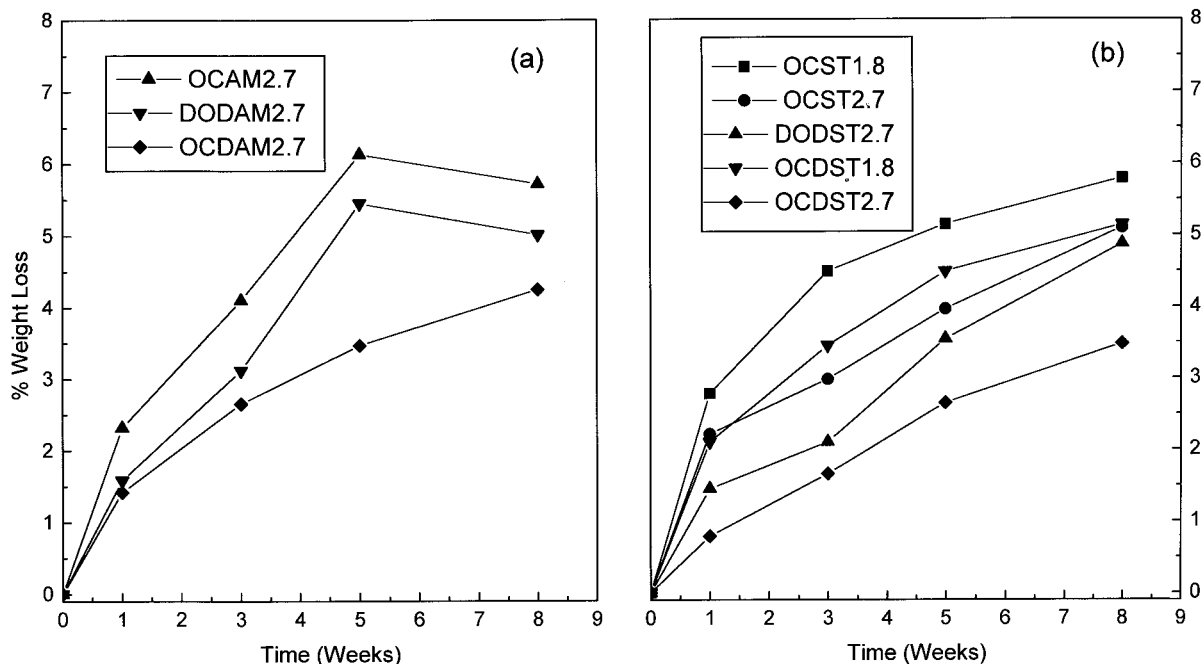 (a)
OCAM2.7
DODAM2.7
OCDAM2.7
% Weight Loss
8
7
6
5
4
3
2
1
0
0 1 2 3 4 5 6 7 8 9
Time (Weeks)
(b)
OCST1.8
OCST2.7
DODST2.7
OCDST1.8
OCDST2.7
8
7
6
5
4
3
2
1
0
0 1 2 3 4 5 6 7 8 9
Time (Weeks)